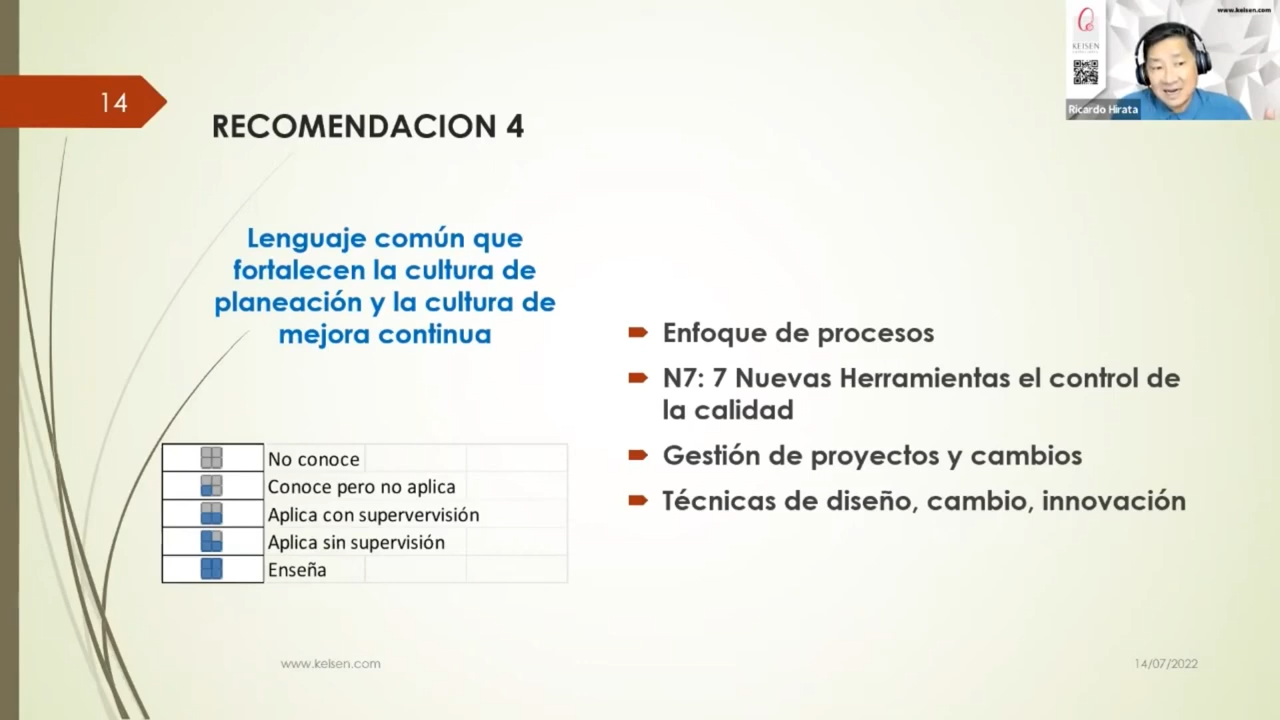 14
RECOMENDACION 4
Lenguaje común que
fortalecen la cultura de
planeación y la cultura de
mejora continua
No conoce
Conoce pero no aplica
Aplica con supervervisión
Aplica sin supervisión
Enseña
Enfoque de procesos
N7: 7 Nuevas Herramientas el control de
la calidad
Gestión de proyectos y cambios
Técnicas de diseño, cambio, innovación
www.keisen.com
14/07/2022
www.keisen.com
KEISEN
Ricardo Hirata